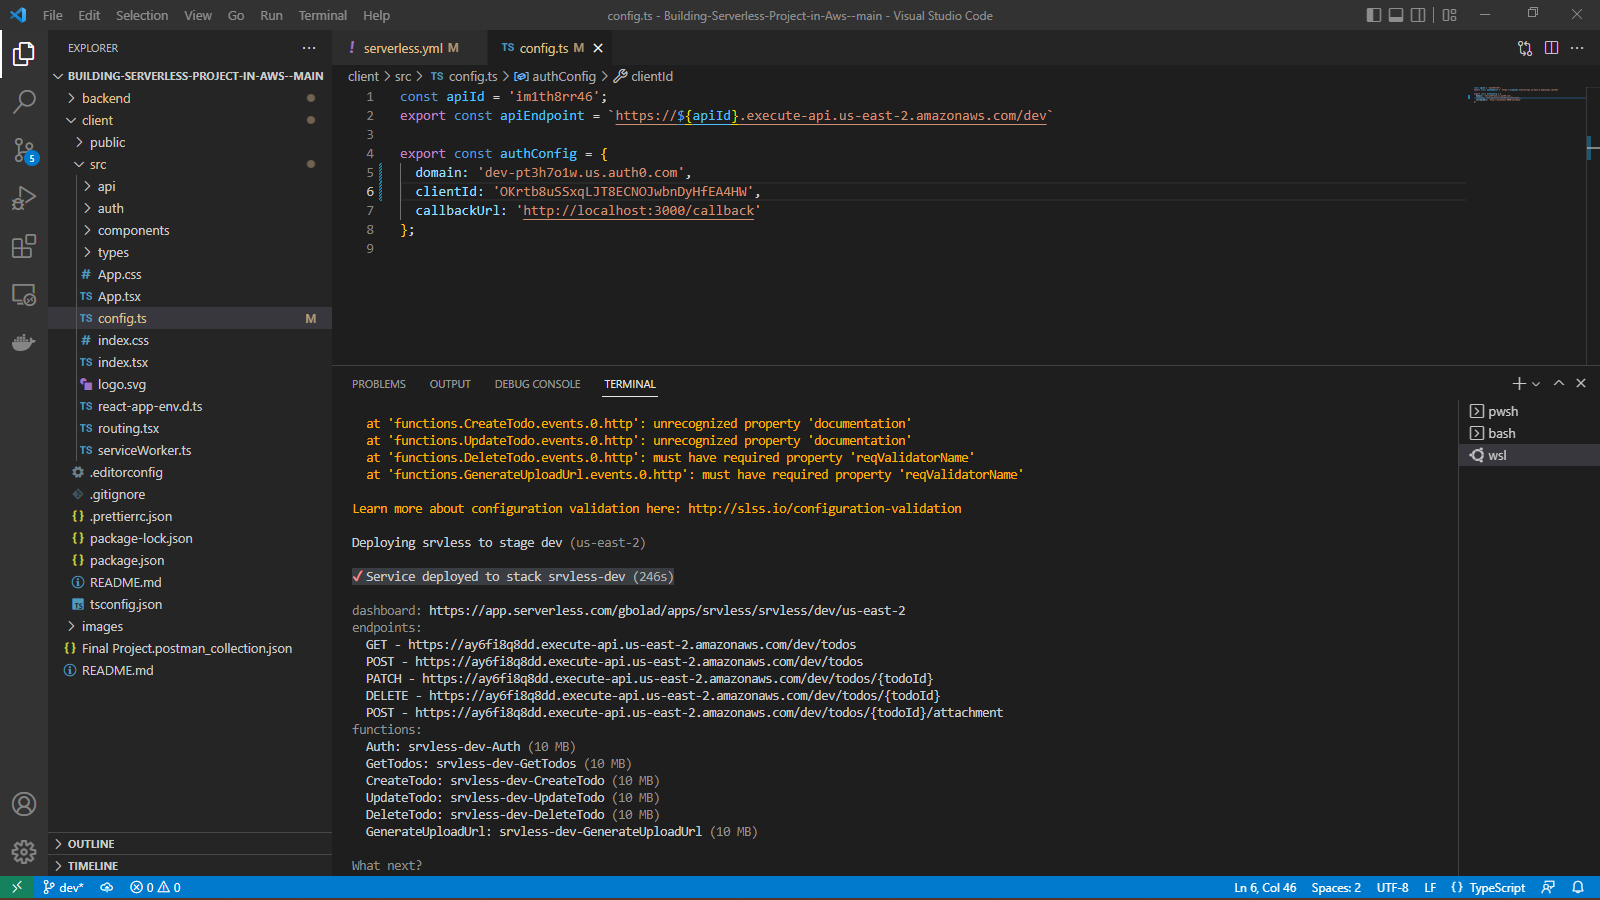 File Edit Selection View Go Run Terminal Help
config.ts - Building-Serverless-Project-in-Aws--main - Visual Studio Code
EXPLORER
BUILDING-SERVERLESS-PROJECT-IN-AWS--MAIN
backend
client
public
src
api
auth
components
types
# App.css
TS App.tsx
TS config.ts M
# index.css
TS index.tsx
logo.svg
TS react-app-env.d.ts
TS routing.tsx
TS serviceWorker.ts
.editorconfig
.gitignore
{} .prettierrc.json
{} package-lock.json
{} package.json
README.md
TS tsconfig.json
images
{} Final Project.postman_collection.json
README.md
OUTLINE
TIMELINE
5
! serverless.yml M
TS config.ts M
client > src > TS config.ts > authConfig > clientId
1 const apiId = 'im1th8rr46';
2 export const apiEndpoint = `https://${apiId}.execute-api.us-east-2.amazonaws.com/dev`
3
4 export const authConfig = {
5 domain: 'dev-pt3h7o1w.us.auth0.com',
6 clientId: 'OKrtb8uSSxqLJT8ECNOJwbnDyHfEA4HW',
7 callbackUrl: 'http://localhost:3000/callback'
8 };
9
PROBLEMS OUTPUT DEBUG CONSOLE TERMINAL
at 'functions.CreateTodo.events.0.http': unrecognized property 'documentation'
at 'functions.UpdateTodo.events.0.http': unrecognized property 'documentation'
at 'functions.DeleteTodo.events.0.http': must have required property 'reqValidatorName'
at 'functions.GenerateUploadUrl.events.0.http': must have required property 'reqValidatorName'
Learn more about configuration validation here: http://slss.io/configuration-validation
Deploying srvless to stage dev (us-east-2)
✓ Service deployed to stack srvless-dev (246s)
dashboard: https://app.serverless.com/gbolad/apps/srvless/srvless/dev/us-east-2
endpoints:
GET - https://ay6fi8q8dd.execute-api.us-east-2.amazonaws.com/dev/todos
POST - https://ay6fi8q8dd.execute-api.us-east-2.amazonaws.com/dev/todos
PATCH - https://ay6fi8q8dd.execute-api.us-east-2.amazonaws.com/dev/todos/{todoId}
DELETE - https://ay6fi8q8dd.execute-api.us-east-2.amazonaws.com/dev/todos/{todoId}
POST - https://ay6fi8q8dd.execute-api.us-east-2.amazonaws.com/dev/todos/{todoId}/attachment
functions:
Auth: srvless-dev-Auth (10 MB)
GetTodos: srvless-dev-GetTodos (10 MB)
CreateTodo: srvless-dev-CreateTodo (10 MB)
UpdateTodo: srvless-dev-UpdateTodo (10 MB)
DeleteTodo: srvless-dev-DeleteTodo (10 MB)
GenerateUploadUrl: srvless-dev-GenerateUploadUrl (10 MB)
What next?
pwsh
bash
wsl
dev* 0 0
Ln 6, Col 46 Spaces: 2 UTF-8 LF {} TypeScript